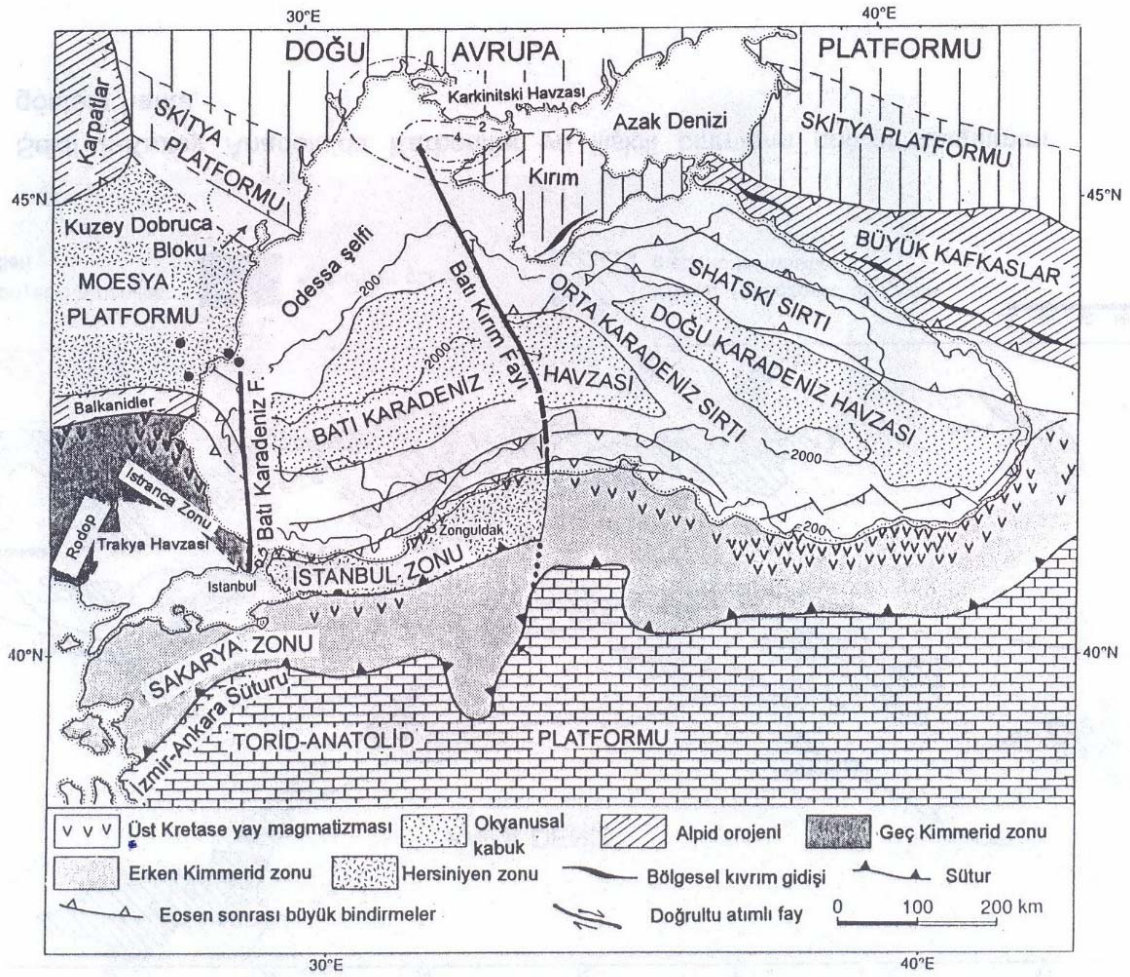 30°E
40°E
DOĞU AVRUPA PLATFORMU
Karpatlar
SKİTYA PLATFORMU
Karkinitski Havzası
4
2
Azak Denizi
SKİTYA PLATFORMU
Kırım
45°N
45°N
Kuzey Dobruca
Bloku
MOESYA
PLATFORMU
Odessa şelfi
200
2000
Batı Kırım Fayı
ORTA KARADENİZ SIRTI
SHATSKİ SIRTI
BÜYÜK KAFKASLAR
DOĞU KARADENİZ HAVZASI
BATI KARADENİZ HAVZASI
Balkanidler
Batı Karadeniz F.
2000
200
Istranca Zonu
Rodop
Trakya Havzası
Zonguldak
Istanbul
İSTANBUL ZONU
40°N
40°N
SAKARYA ZONU
İzmir-Ankara Süturu
TORİD-ANATOLİD PLATFORMU
Üst Kretase yay magmatizması
Okyanusal
kabuk
Alpid orojeni
Geç Kimmerid zonu
Erken Kimmerid zonu
Hersiniyen zonu
Bölgesel kıvrım gidişi
Sütur
Eosen sonrası büyük bindirmeler
Doğrultu atımlı fay
0 100 200 km
30°E
40°E